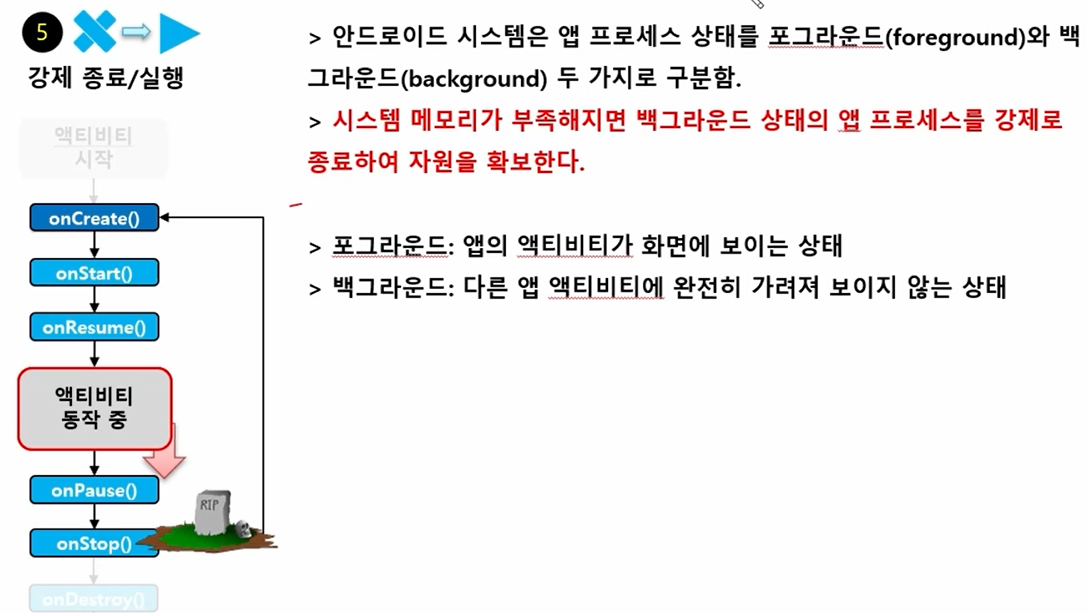 5
강제 종료/실행
> 안드로이드 시스템은 앱 프로세스 상태를 포그라운드(foreground)와 백
그라운드(background) 두 가지로 구분함.
> 시스템 메모리가 부족해지면 백그라운드 상태의 앱 프로세스를 강제로
종료하여 자원을 확보한다.
> 포그라운드: 앱의 액티비티가 화면에 보이는 상태
> 백그라운드: 다른 앱 액티비티에 완전히 가려져 보이지 않는 상태
액티비티
시작
onCreate()
onStart()
onResume()
액티비티
동작 중
onPause()
RIP
onStop()
onDestroy()